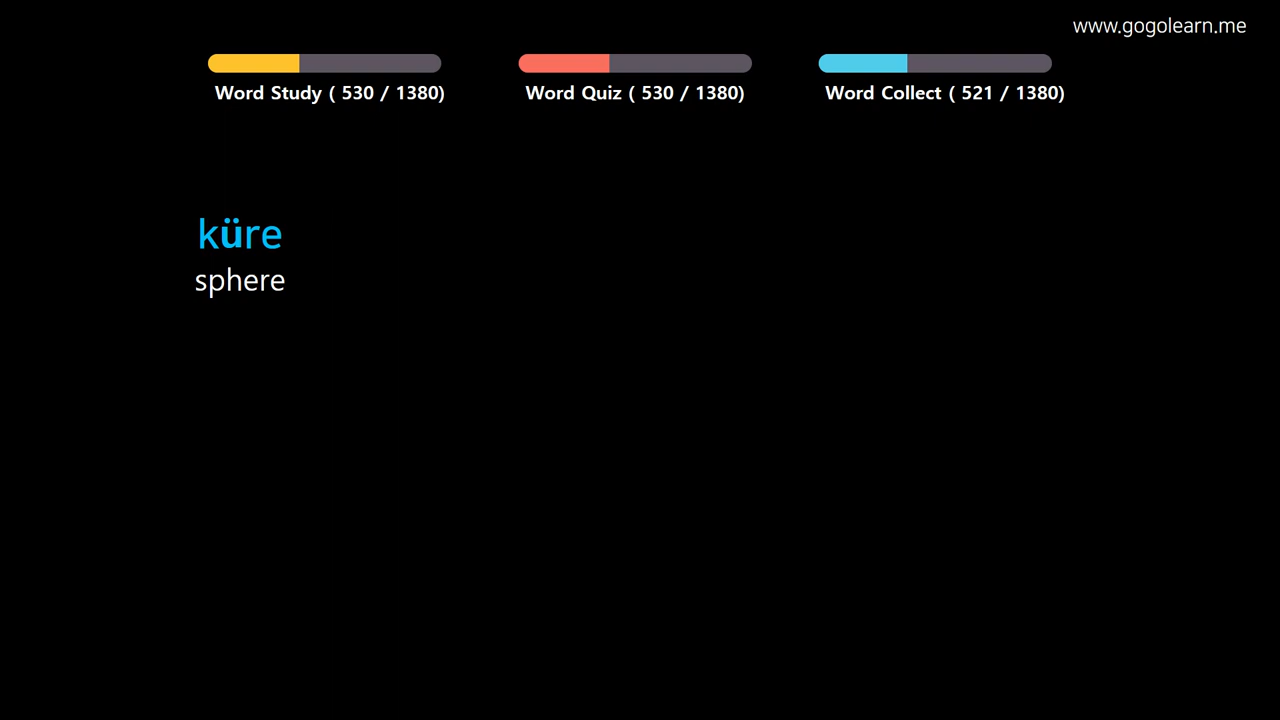 www.gogolearn.me
Word Study ( 530 / 1380)
Word Quiz ( 530 / 1380)
Word Collect ( 521 / 1380)
küre
sphere